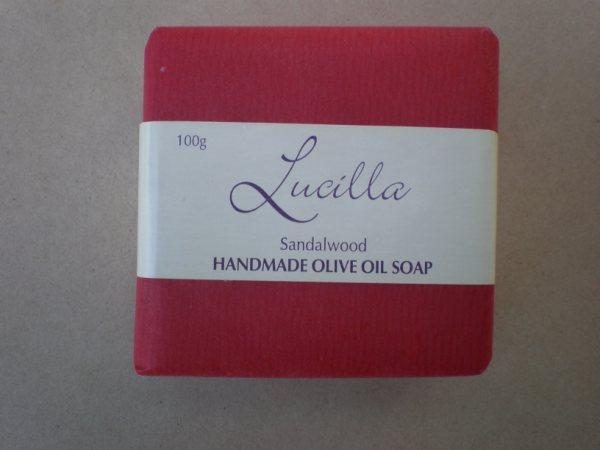 100g
Lucilla
Sandalwood
HANDMADE OLIVE OIL SOAP